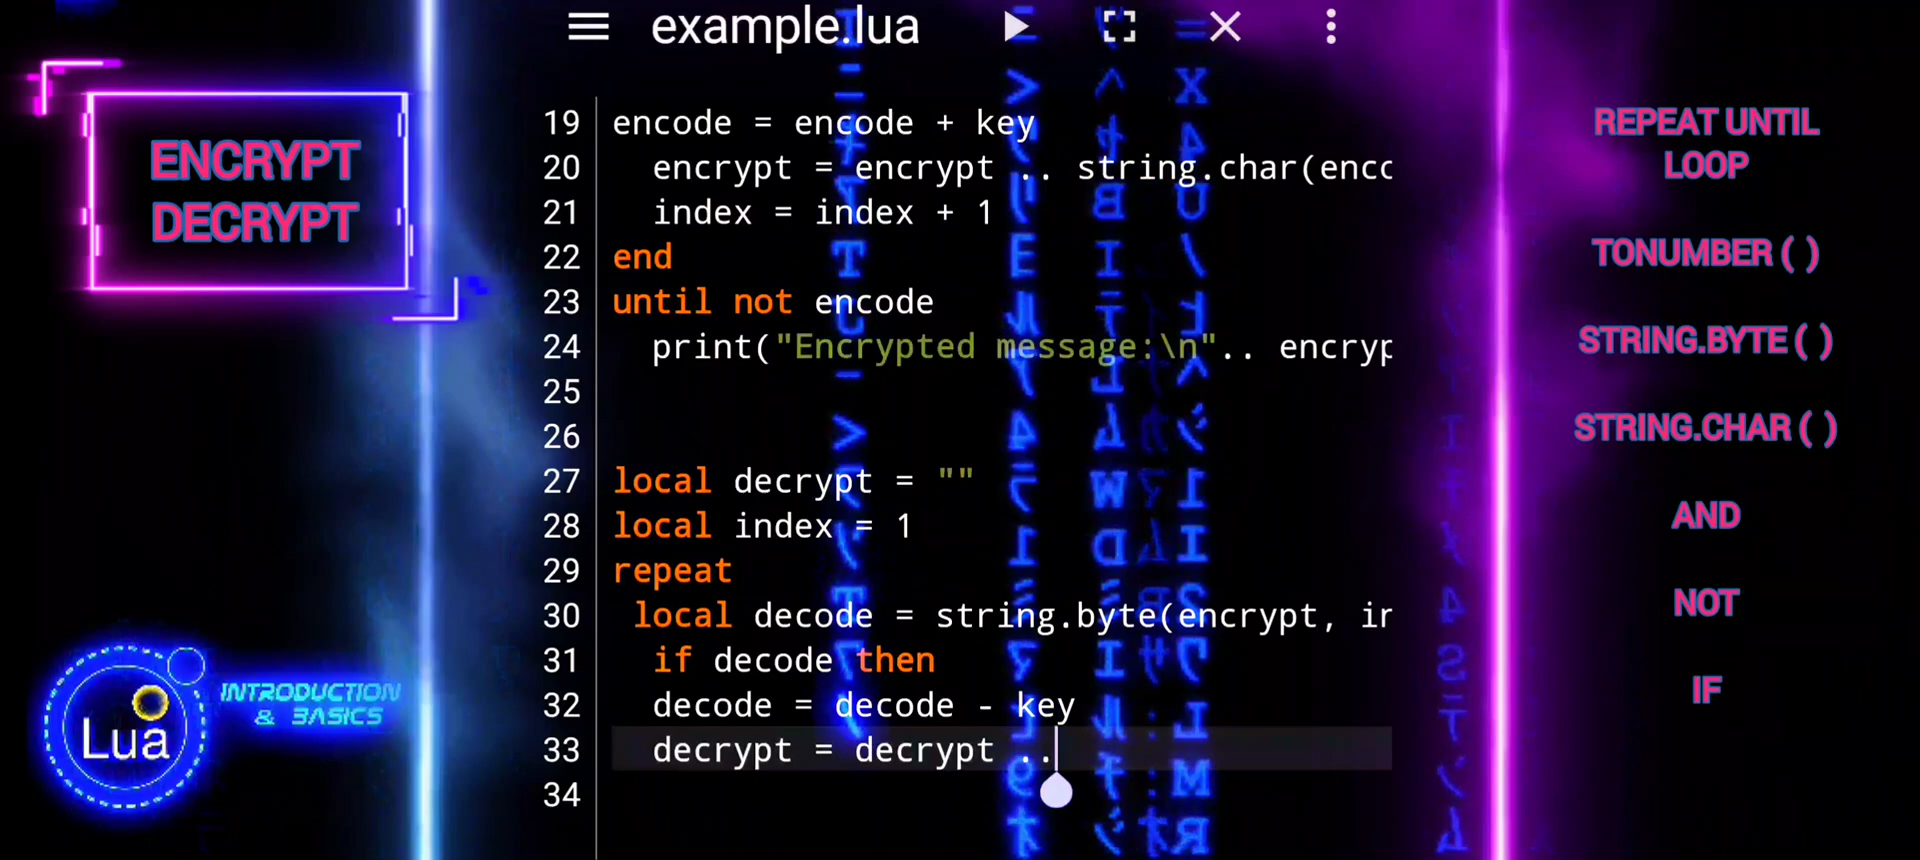 ENCRYPT
DECRYPT
Lua
INTRODUCTION
& BASICS
example.lua
19 encode = encode + key
20 encrypt = encrypt .. string.char(enco
21 index = index + 1
22 end
23 until not encode
24 print("Encrypted message:\n".. encryp
25
26
27 local decrypt = ""
28 local index = 1
29 repeat
30 local decode = string.byte(encrypt, in
31 if decode then
32 decode = decode - key
33 decrypt = decrypt ..
34
REPEAT UNTIL
LOOP
TONUMBER ( )
STRING.BYTE ( )
STRING.CHAR ( )
AND
NOT
IF